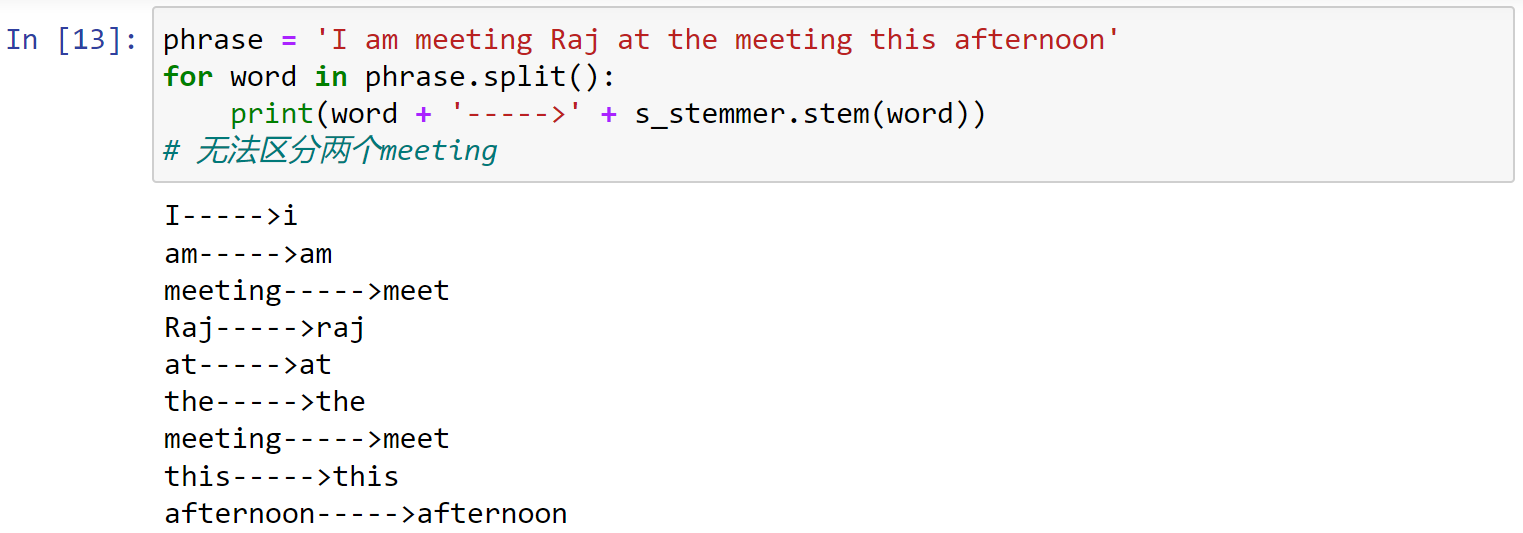 In [13]: phrase = 'I am meeting Raj at the meeting this afternoon'
for word in phrase.split():
    print(word + '----->' + s_stemmer.stem(word))
# 无法区分两个meeting
I----->i
am----->am
meeting----->meet
Raj----->raj
at----->at
the----->the
meeting----->meet
this----->this
afternoon----->afternoon